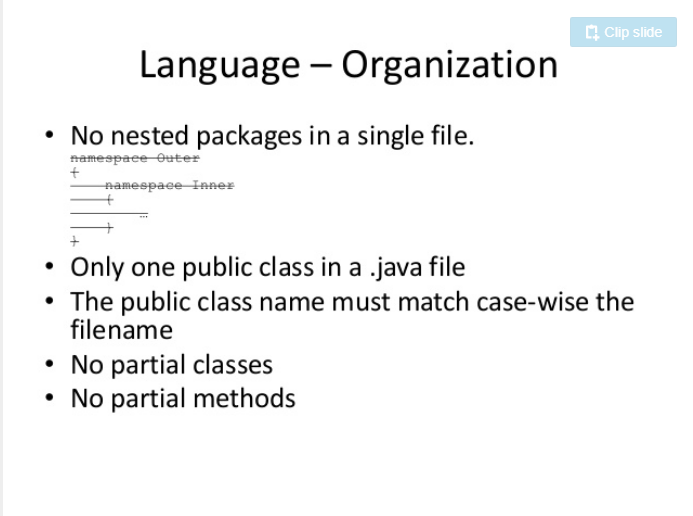 Clip slide
Language – Organization
• No nested packages in a single file.
namespace Outer
{
namespace Inner
{
…
}
}
• Only one public class in a .java file
• The public class name must match case-wise the
filename
• No partial classes
• No partial methods